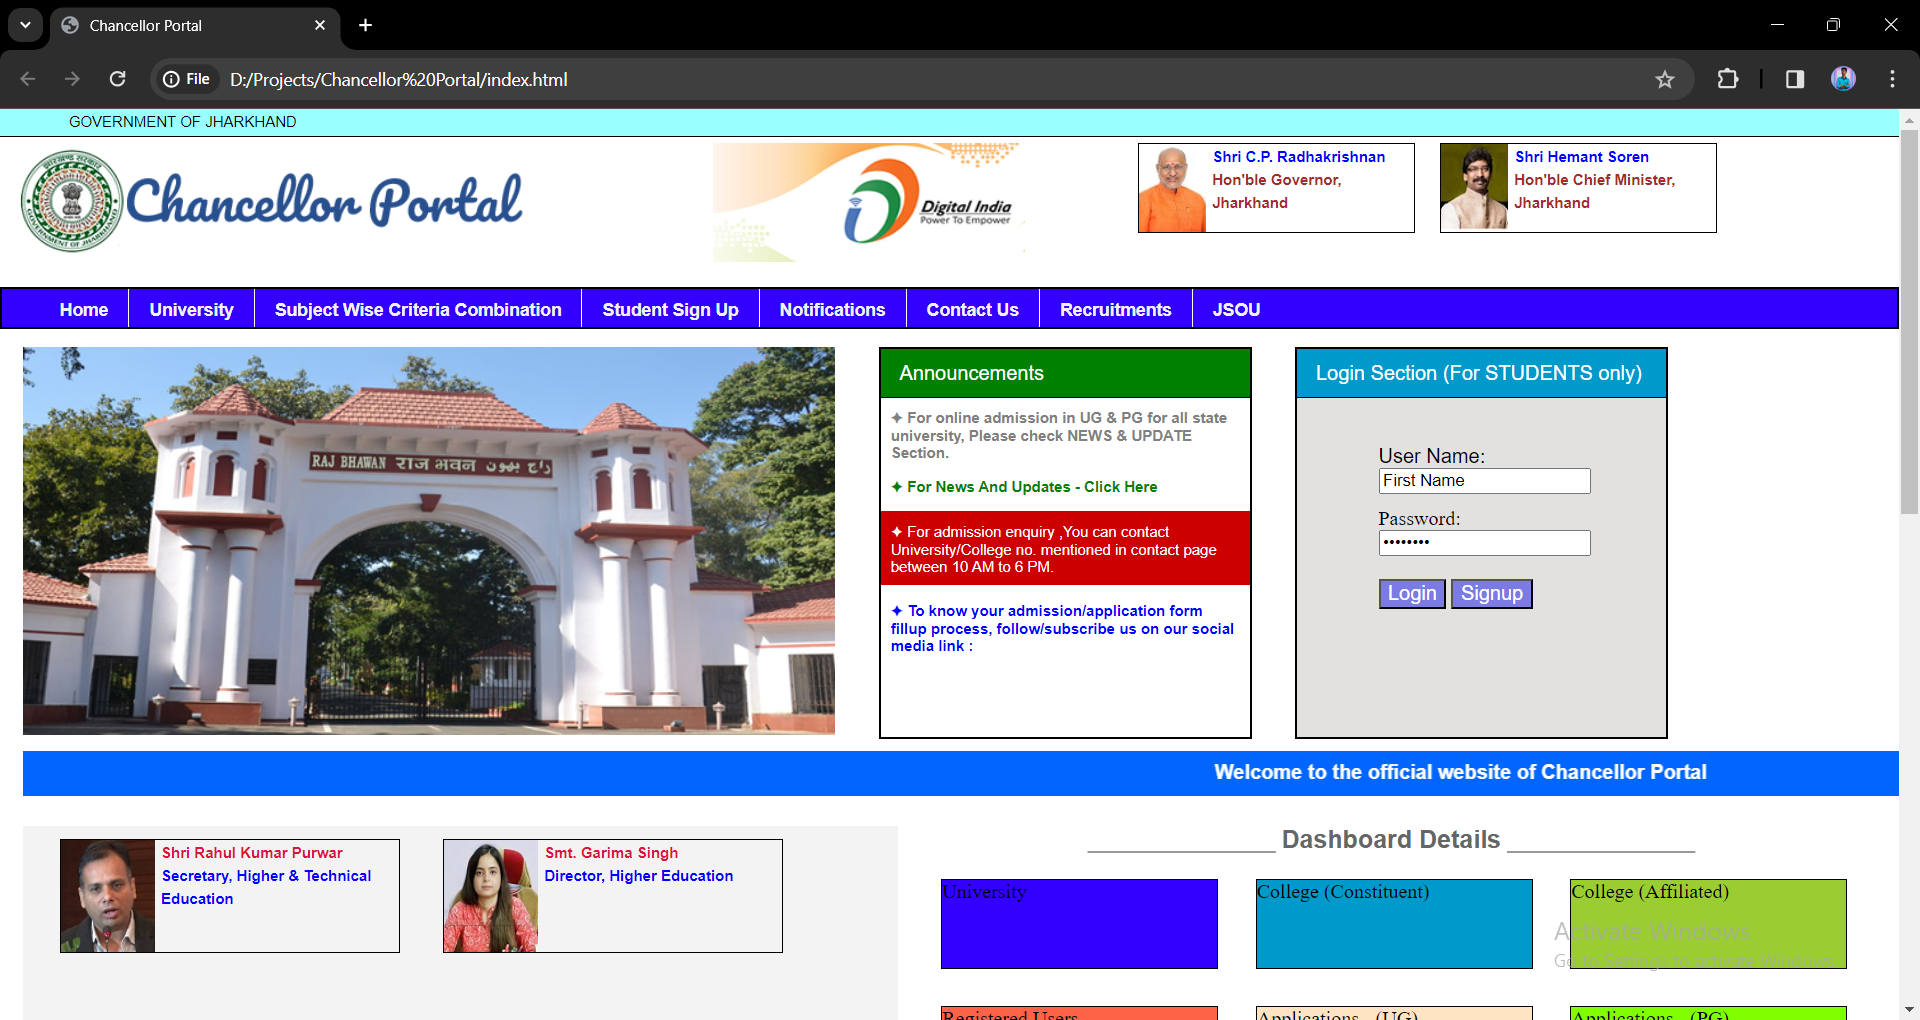 Chancellor Portal
File
D:/Projects/Chancellor%20Portal/index.html
GOVERNMENT OF JHARKHAND
Chancellor Portal
Digital India
Power To Empower
Shri C.P. Radhakrishnan
Hon'ble Governor,
Jharkhand
Shri Hemant Soren
Hon'ble Chief Minister,
Jharkhand
Home
University
Subject Wise Criteria Combination
Student Sign Up
Notifications
Contact Us
Recruitments
JSOU
RAJ BHAWAN राज भवन راج بھون
Announcements
✦ For online admission in UG & PG for all state
university, Please check NEWS & UPDATE
Section.
✦ For News And Updates - Click Here
✦ For admission enquiry ,You can contact
University/College no. mentioned in contact page
between 10 AM to 6 PM.
✦ To know your admission/application form
fillup process, follow/subscribe us on our social
media link :
Login Section (For STUDENTS only)
User Name:
First Name
Password:
••••••••
Login
Signup
Welcome to the official website of Chancellor Portal
Shri Rahul Kumar Purwar
Secretary, Higher & Technical
Education
Smt. Garima Singh
Director, Higher Education
Dashboard Details
University
College (Constituent)
College (Affiliated)
Activate Windows
Go to Settings to activate Windows.
Registered Users
Applications - (UG)
Applications - (PG)